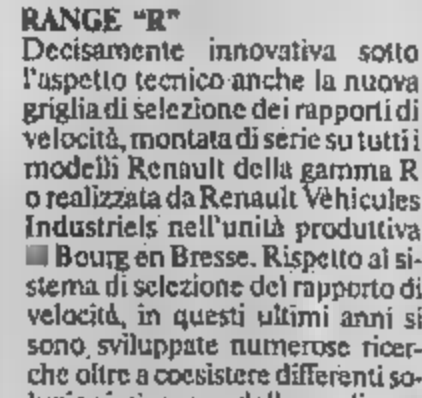 RANGE "R"
Decisamente innovativa sotto
l'aspetto tecnico anche la nuova
griglia di selezione dei rapporti di
velocità, montata di serie su tutti i
modelli Renault della gamma R
o realizzata da Renault Véhicules
Industriels nell'unità produttiva
Bourg en Bresse. Rispetto al si-
stema di selezione del rapporto di
velocità, in questi ultimi anni si
sono sviluppate numerose ricer-
che oltre a coesistere differenti so-